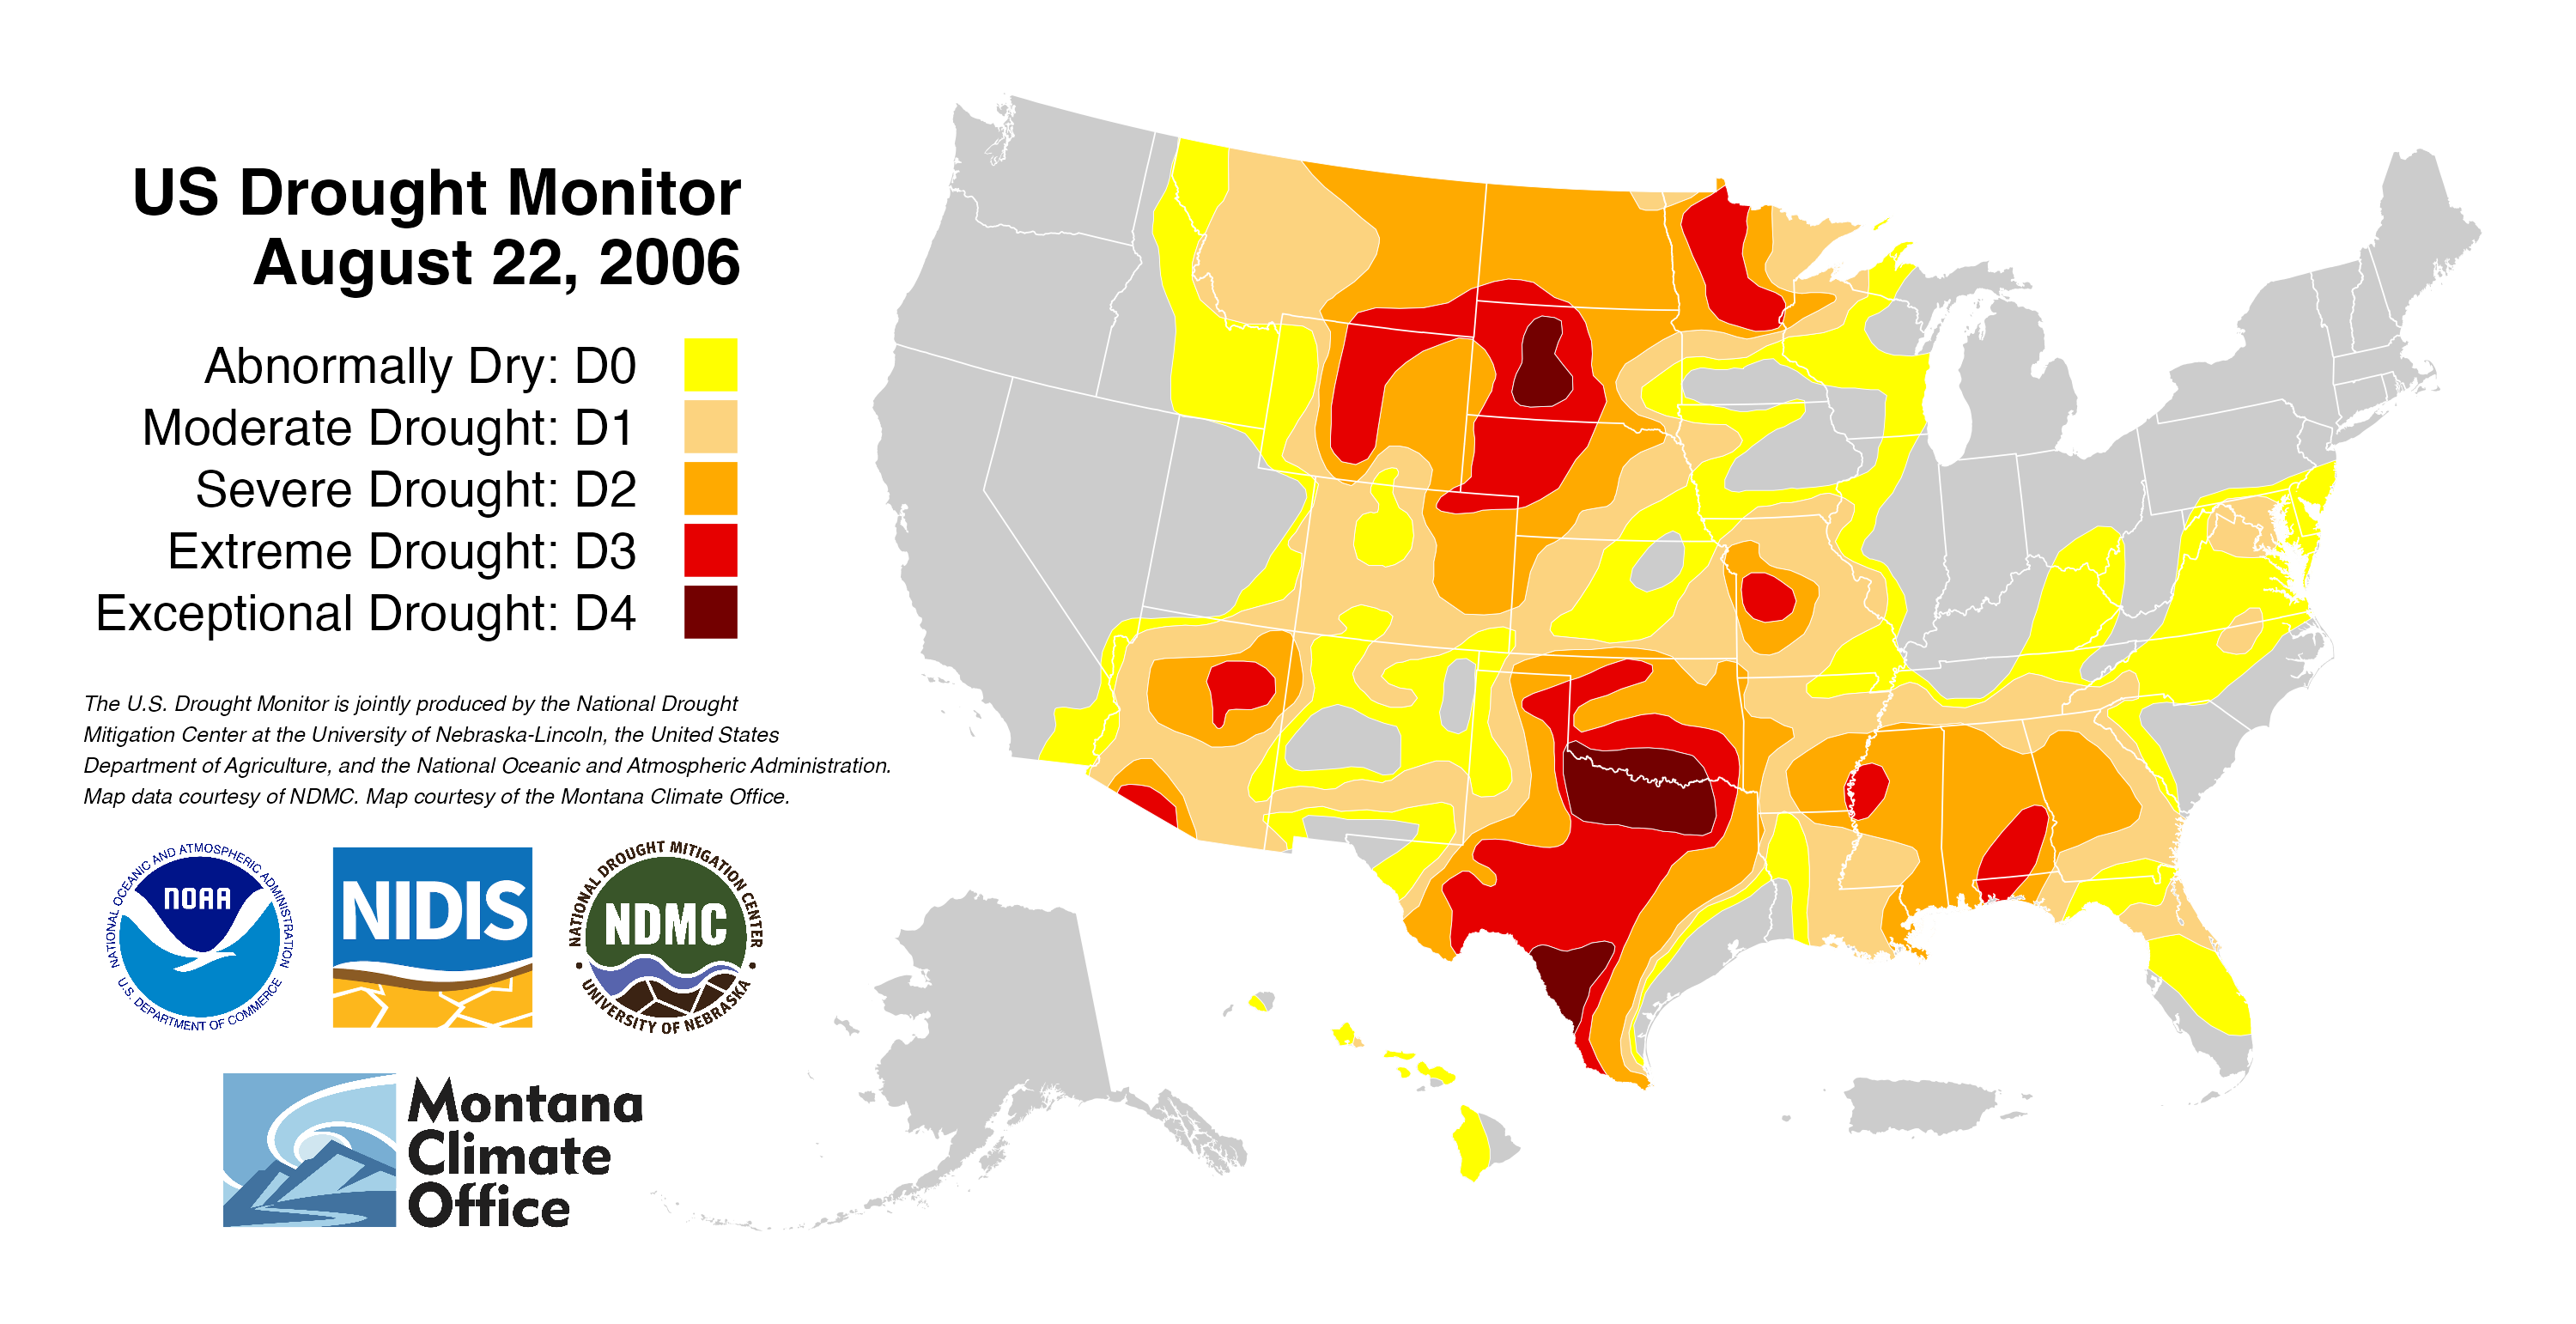 US Drought Monitor
August 22, 2006
Abnormally Dry: D0
Moderate Drought: D1
Severe Drought: D2
Extreme Drought: D3
Exceptional Drought: D4
The U.S. Drought Monitor is jointly produced by the National Drought
Mitigation Center at the University of Nebraska-Lincoln, the United States
Department of Agriculture, and the National Oceanic and Atmospheric Administration.
Map data courtesy of NDMC. Map courtesy of the Montana Climate Office.
NATIONAL OCEANIC AND ATMOSPHERIC ADMINISTRATION
NOAA
U.S. DEPARTMENT OF COMMERCE
NIDIS
NATIONAL DROUGHT MITIGATION CENTER
NDMC
UNIVERSITY OF NEBRASKA
Montana
Climate
Office